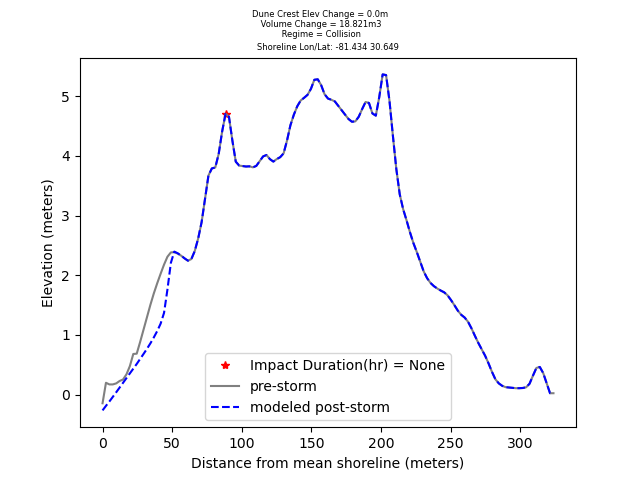 Dune Crest Elev Change = 0.0m
Volume Change = 18.821m3
Regime = Collision
Shoreline Lon/Lat: -81.434 30.649
5
4
3
2
1
0
Elevation (meters)
Impact Duration(hr) = None
pre-storm
modeled post-storm
0 50 100 150 200 250 300
Distance from mean shoreline (meters)